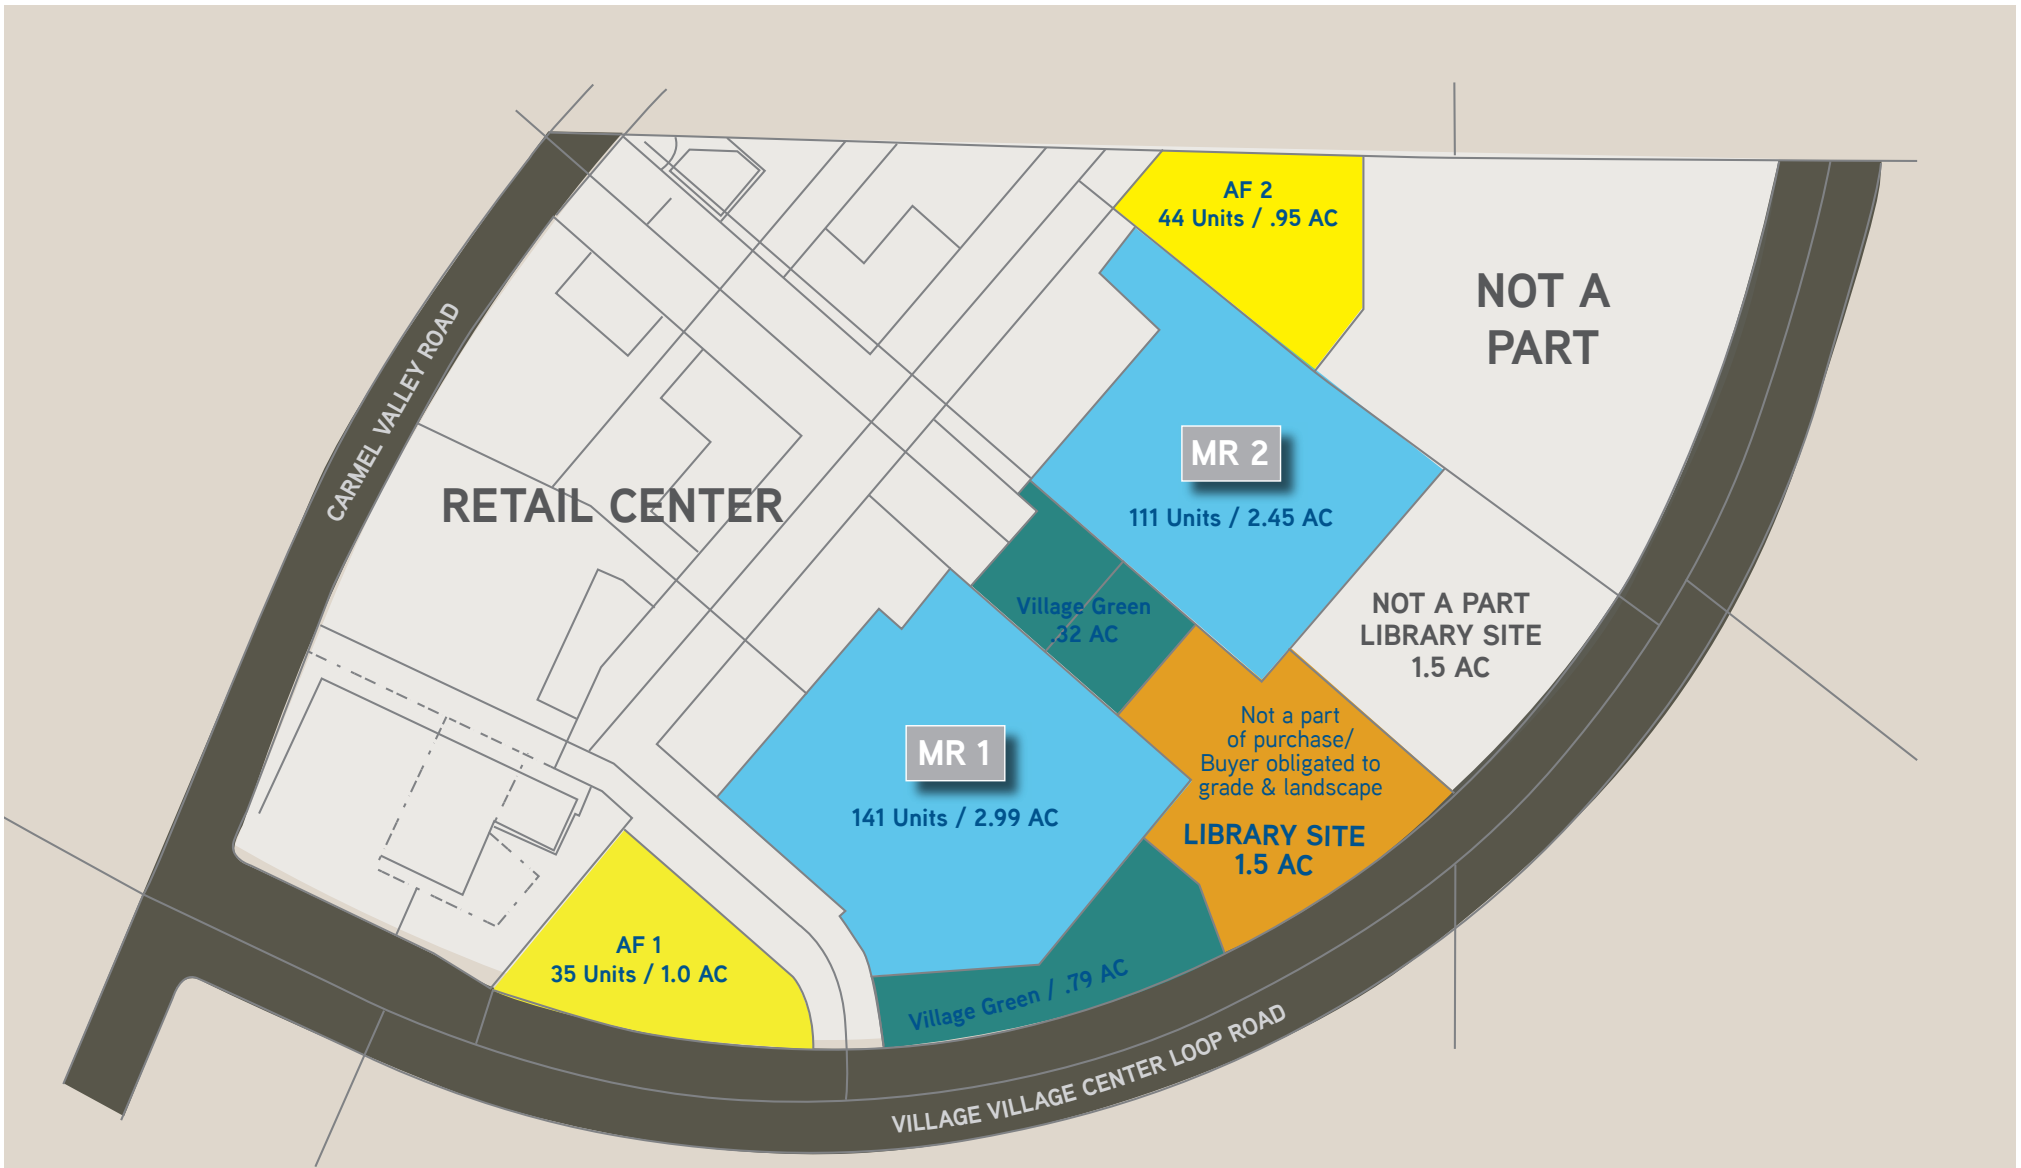 AF 2
44 Units / .95 AC
NOT A
PART
CARMEL VALLEY ROAD
RETAIL CENTER
MR 2
111 Units / 2.45 AC
Village Green
.32 AC
NOT A PART
LIBRARY SITE
1.5 AC
MR 1
141 Units / 2.99 AC
Not a part
of purchase/
Buyer obligated to
grade & landscape
LIBRARY SITE
1.5 AC
AF 1
35 Units / 1.0 AC
Village Green / .79 AC
VILLAGE VILLAGE CENTER LOOP ROAD